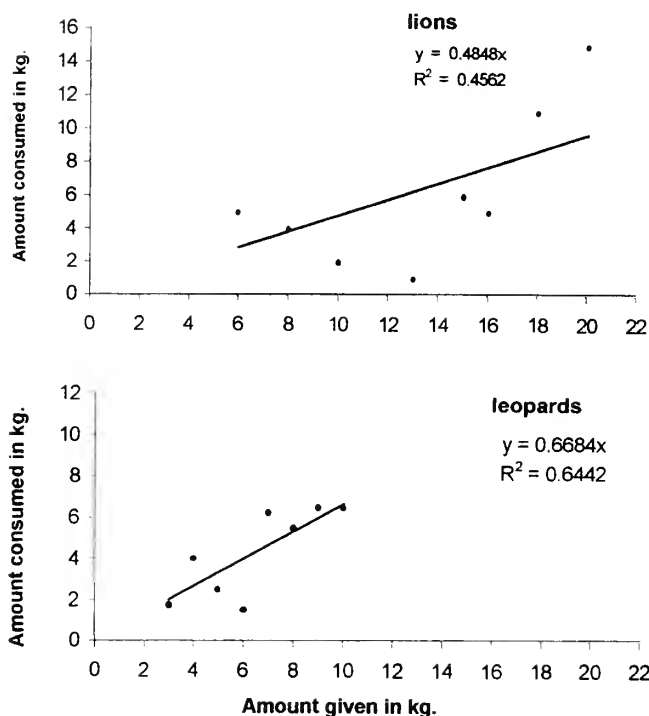 lions
y = 0.4848x
R² = 0.4562
Amount consumed in kg.
16
14
12
10
8
6
4
2
0
0 2 4 6 8 10 12 14 16 18 20 22
leopards
y = 0.6684x
R² = 0.6442
Amount consumed in kg.
12
10
8
6
4
2
0
0 2 4 6 8 10 12 14 16 18 20 22
Amount given in kg.